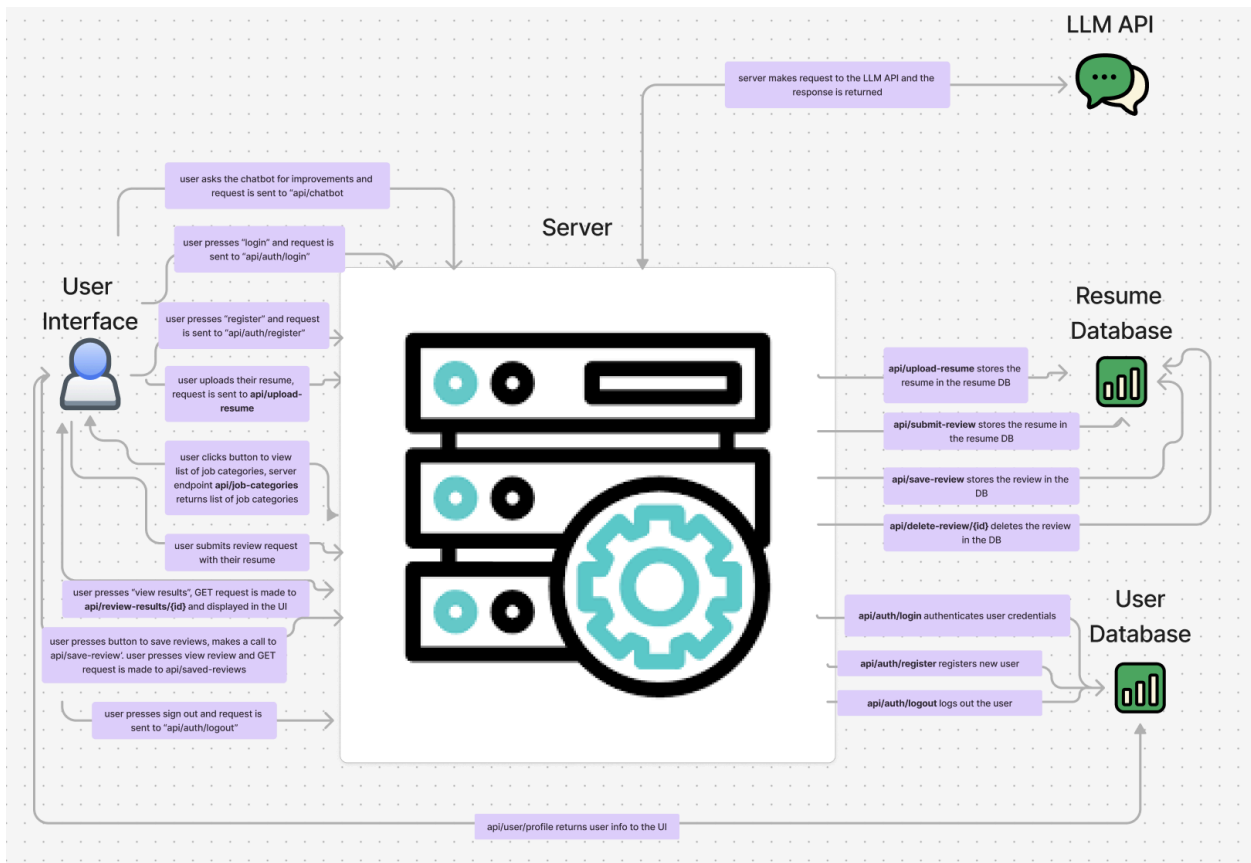 LLM API
server makes request to the LLM API and the
response is returned
user asks the chatbot for improvements and
request is sent to "api/chatbot
Server
user presses "login" and request is
sent to "api/auth/login"
User
Interface
user presses "register" and request
is sent to "api/auth/register"
user uploads their resume,
request is sent to api/upload-
resume
user clicks button to view
list of job categories, server
endpoint api/job-categories
returns list of job categories
user submits review request
with their resume
user presses "view results", GET request is made to
api/review-results/{id} and displayed in the UI
user presses button to save reviews, makes a call to
api/save-review'. user presses view review and GET
request is made to api/saved-reviews
user presses sign out and request is
sent to "api/auth/logout"
Resume
Database
api/upload-resume stores the
resume in the resume DB
api/submit-review stores the resume in
the resume DB
api/save-review stores the review in the
DB
api/delete-review/{id} deletes the review
in the DB
User
Database
api/auth/login authenticates user credentials
api/auth/register registers new user
api/auth/logout logs out the user
api/user/profile returns user info to the UI